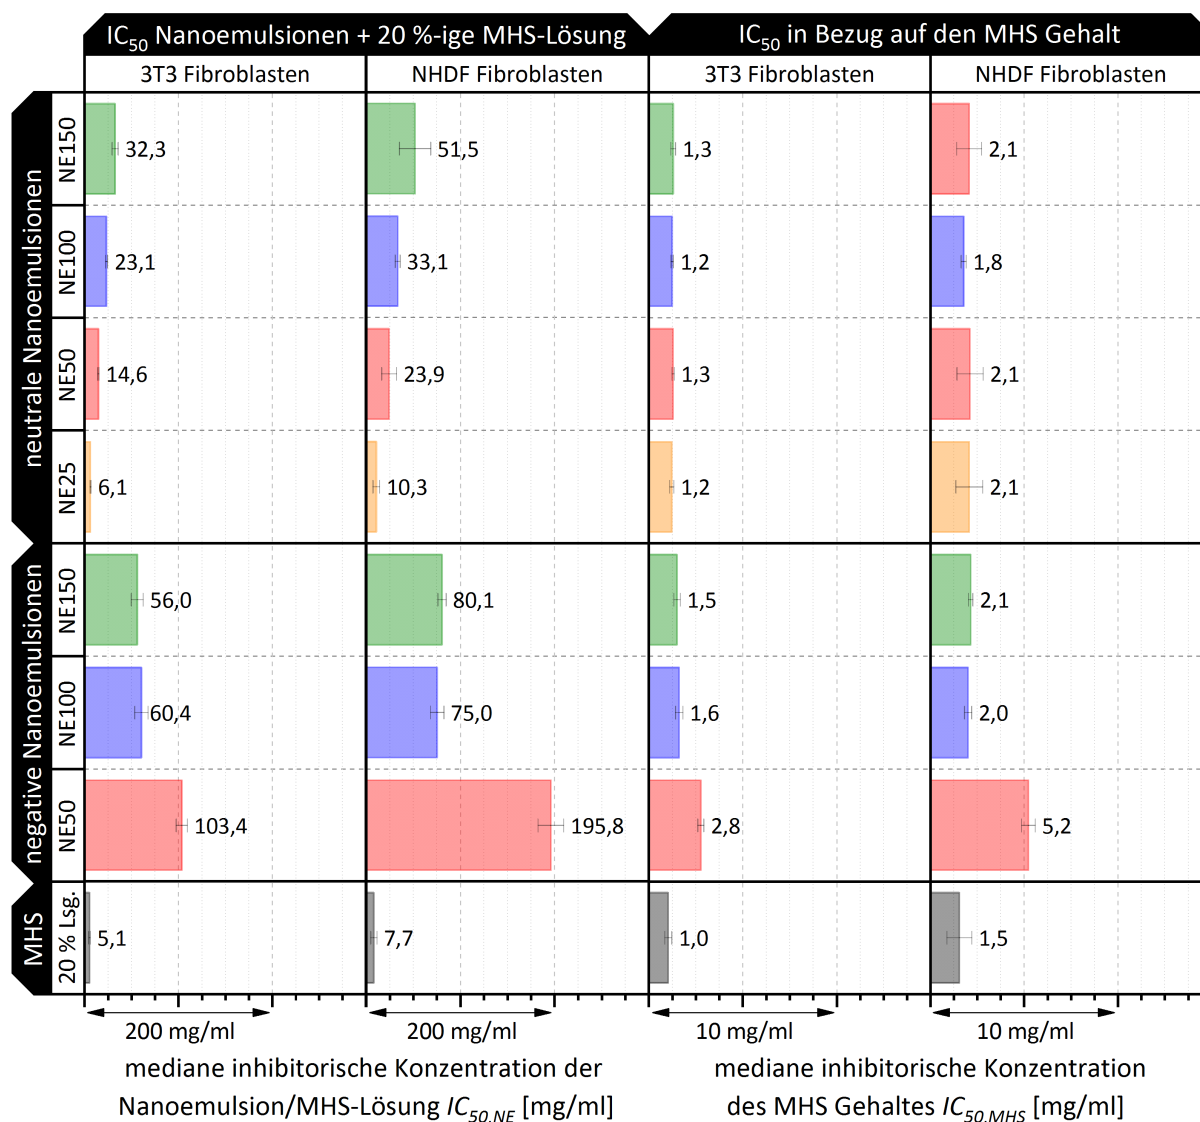 IC50 Nanoemulsionen + 20 %-ige MHS-Lösung
IC50 in Bezug auf den MHS Gehalt
3T3 Fibroblasten
NHDF Fibroblasten
3T3 Fibroblasten
NHDF Fibroblasten
neutrale Nanoemulsionen
NE150
32,3
51,5
1,3
2,1
NE100
23,1
33,1
1,2
1,8
NE50
14,6
23,9
1,3
2,1
NE25
6,1
10,3
1,2
2,1
negative Nanoemulsionen
NE150
56,0
80,1
1,5
2,1
NE100
60,4
75,0
1,6
2,0
NE50
103,4
195,8
2,8
5,2
MHS
20 % Lsg.
5,1
7,7
1,0
1,5
200 mg/ml
200 mg/ml
10 mg/ml
10 mg/ml
mediane inhibitorische Konzentration der
Nanoemulsion/MHS-Lösung IC50,NE [mg/ml]
mediane inhibitorische Konzentration
des MHS Gehaltes IC50,MHS [mg/ml]